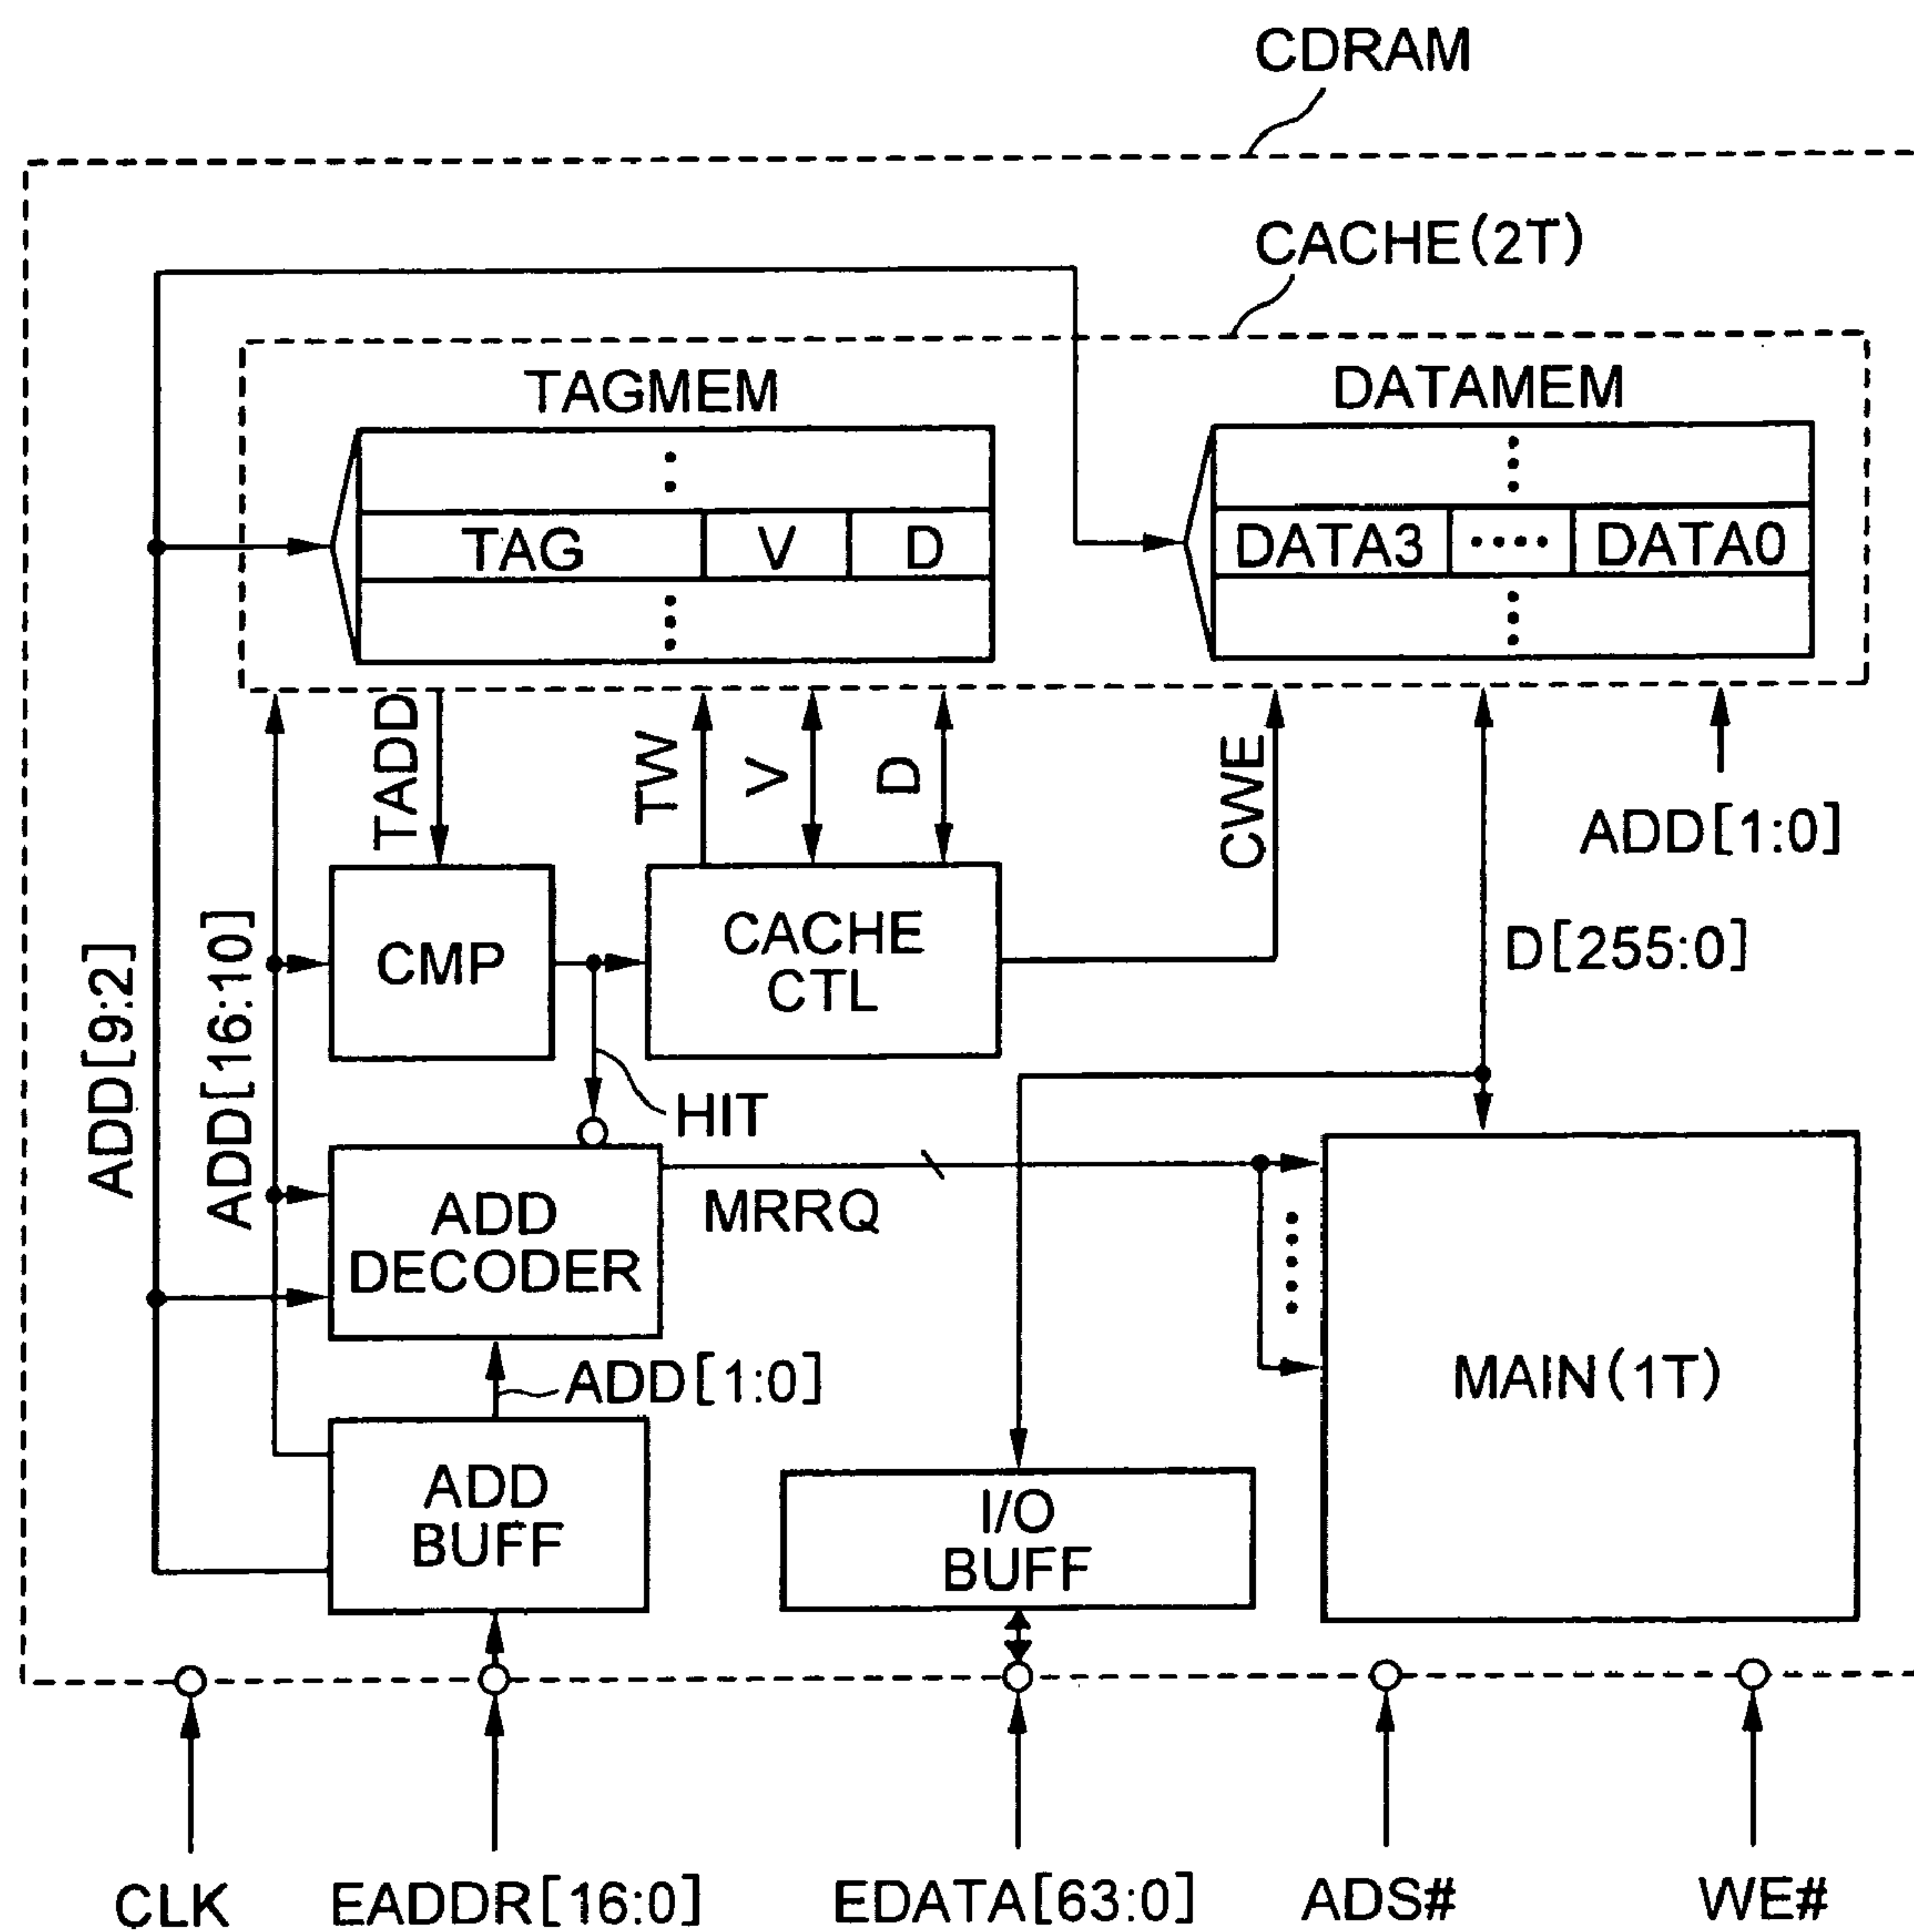 CDRAM
CACHE(2T)
TAGMEM
DATAMEM
TAG
V
D
DATA3
DATA0
TADD
TW
V
D
CWE
ADD[1:0]
ADD[9:2]
ADD[16:10]
CMP
CACHE
CTL
D[255:0]
HIT
ADD
DECODER
MRRQ
ADD[1:0]
MAIN(1T)
ADD
BUFF
I/O
BUFF
CLK
EADDR[16:0]
EDATA[63:0]
ADS#
WE#